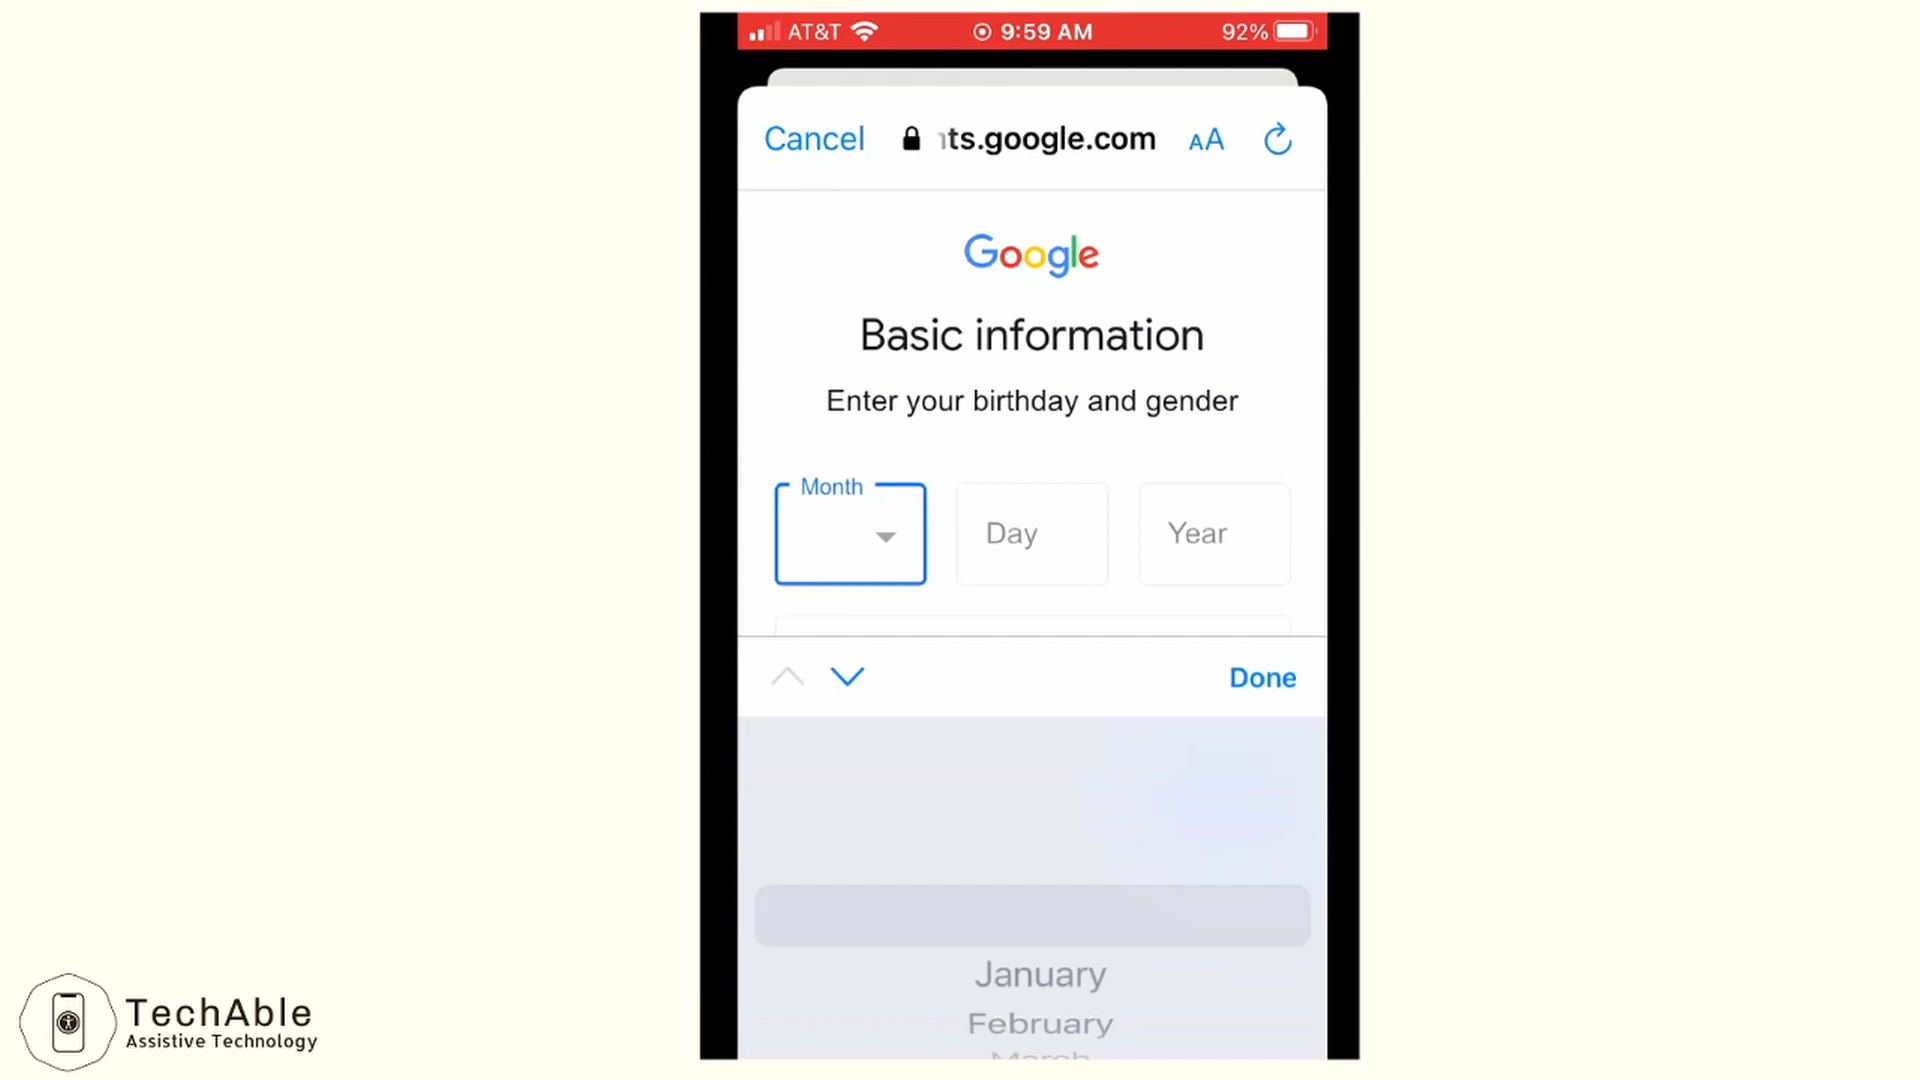 AT&T 9:59 AM 92%
Cancel ts.google.com AA
Google
Basic information
Enter your birthday and gender
Month
Day Year
Done
January
February
March
TechAble
Assistive Technology